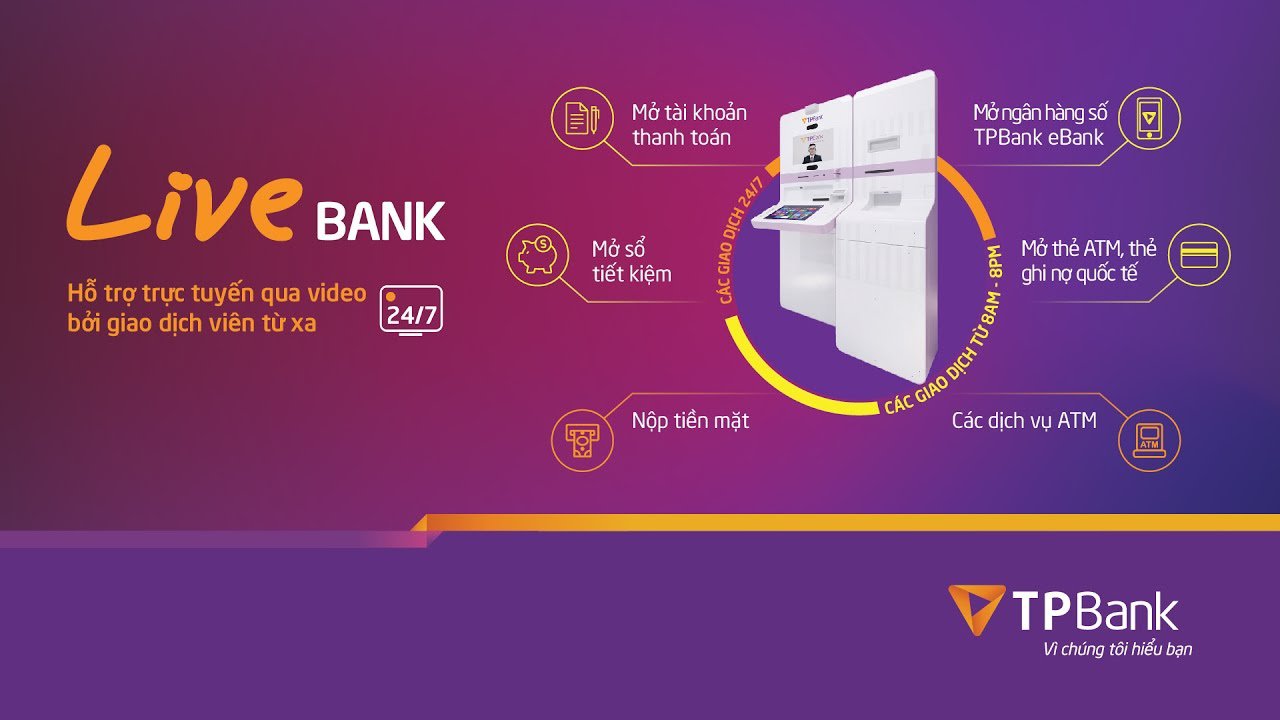 Live BANK
Hỗ trợ trực tuyến qua video
bởi giao dịch viên từ xa
24/7
Mở tài khoản
thanh toán
Mở sổ
tiết kiệm
Nộp tiền mặt
TPBank
TPBank
CÁC GIAO DỊCH 24/7
CÁC GIAO DỊCH TỪ 8AM - 8PM
Mở ngân hàng số
TPBank eBank
Mở thẻ ATM, thẻ
ghi nợ quốc tế
Các dịch vụ ATM
ATM
TPBank
Vì chúng tôi hiểu bạn